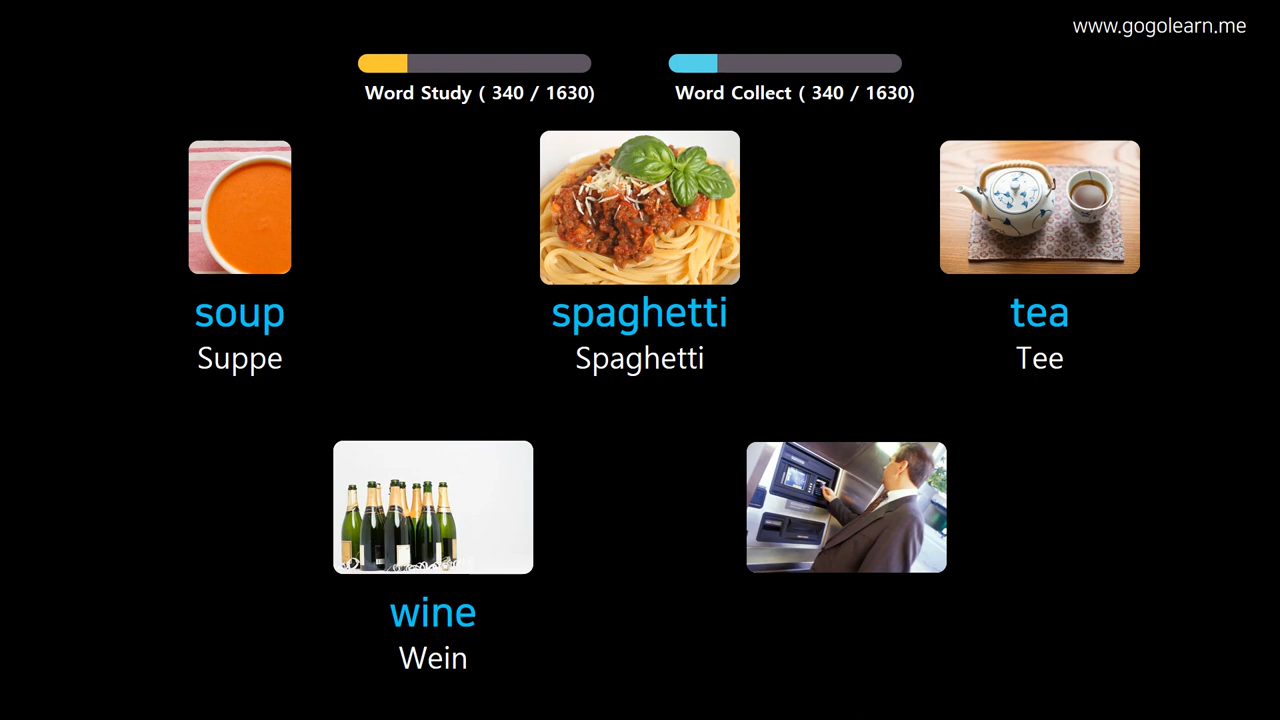 www.gogolearn.me
Word Study ( 340 / 1630)
Word Collect ( 340 / 1630)
soup
Suppe
spaghetti
Spaghetti
tea
Tee
wine
Wein